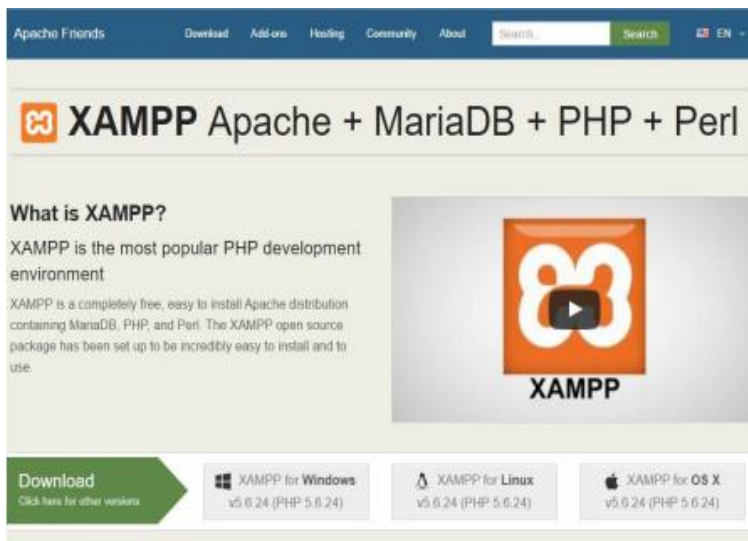 Apache Friends Download Add-ons Hosting Community About Search... Search EN
XAMPP Apache + MariaDB + PHP + Perl
What is XAMPP?
XAMPP is the most popular PHP development
environment
XAMPP is a completely free, easy to install Apache distribution
containing MariaDB, PHP, and Perl. The XAMPP open source
package has been set up to be incredibly easy to install and to
use.
XAMPP
Download
Click here for other versions
XAMPP for Windows
v5.6.24 (PHP 5.6.24)
XAMPP for Linux
v5.6.24 (PHP 5.6.24)
XAMPP for OS X
v5.6.24 (PHP 5.6.24)